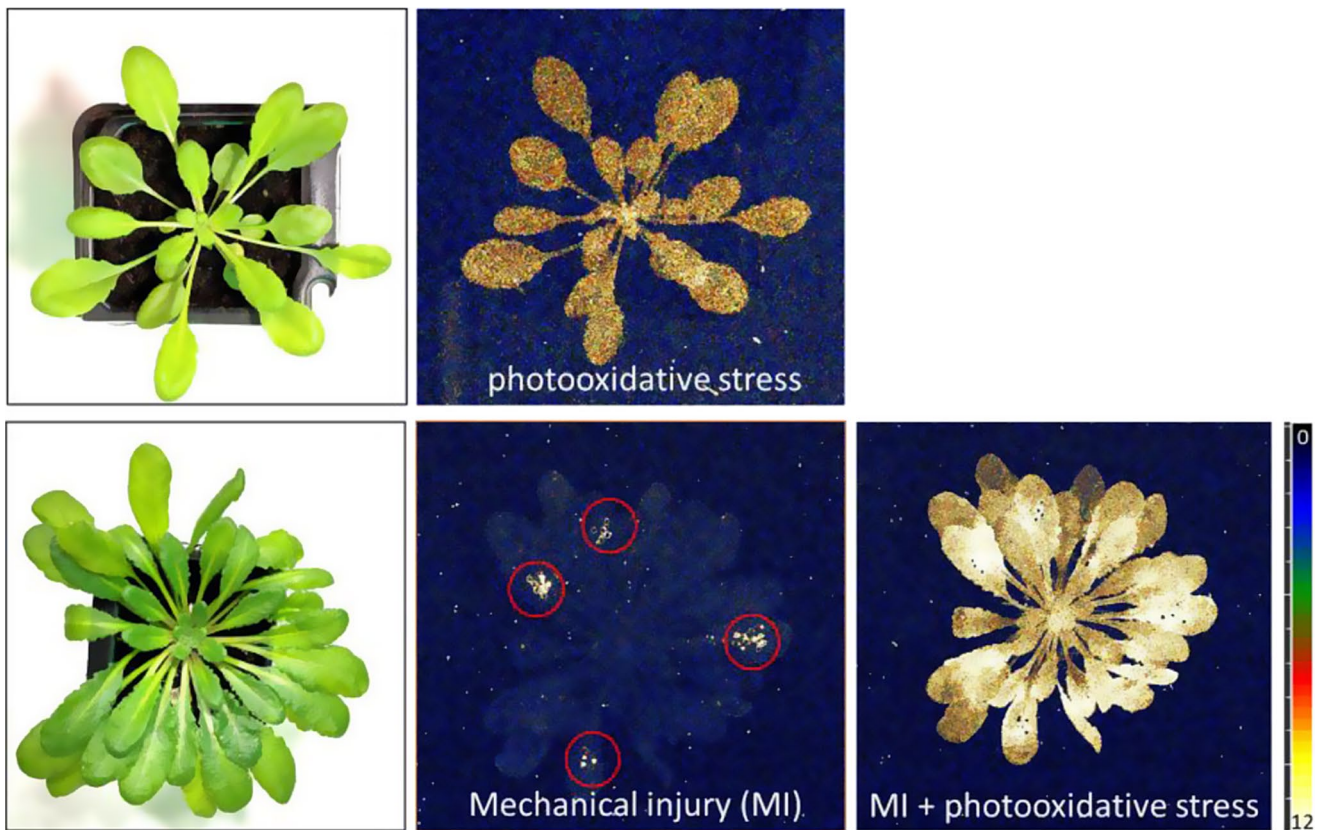 photooxidative stress
Mechanical injury (MI)
MI + photooxidative stress
0
12